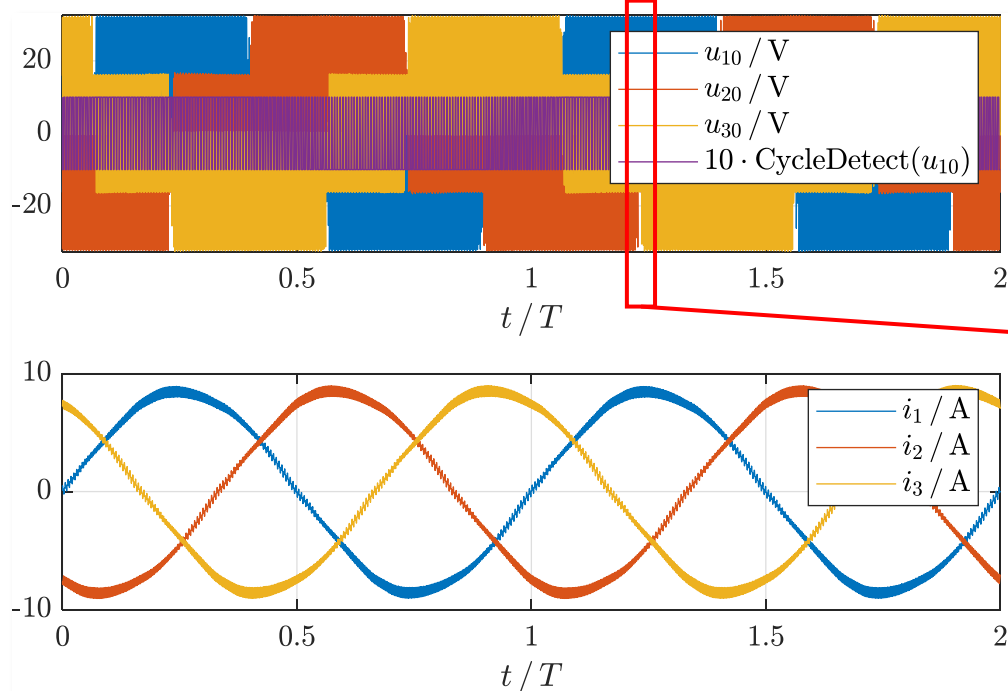 20
0
-20
u10 / V
u20 / V
u30 / V
10 · CycleDetect(u10)
0 0.5 1 1.5 2
t / T
10
0
-10
i1 / A
i2 / A
i3 / A
0 0.5 1 1.5 2
t / T